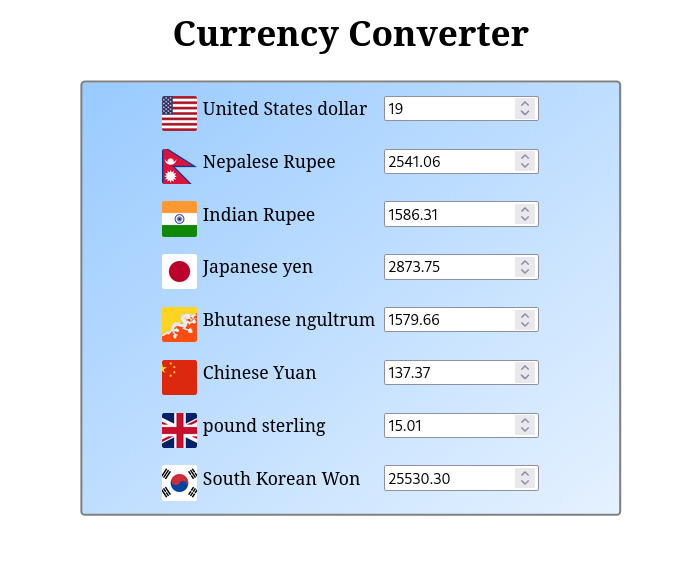 Currency Converter
United States dollar 19
Nepalese Rupee 2541.06
Indian Rupee 1586.31
Japanese yen 2873.75
Bhutanese ngultrum 1579.66
Chinese Yuan 137.37
pound sterling 15.01
South Korean Won 25530.30